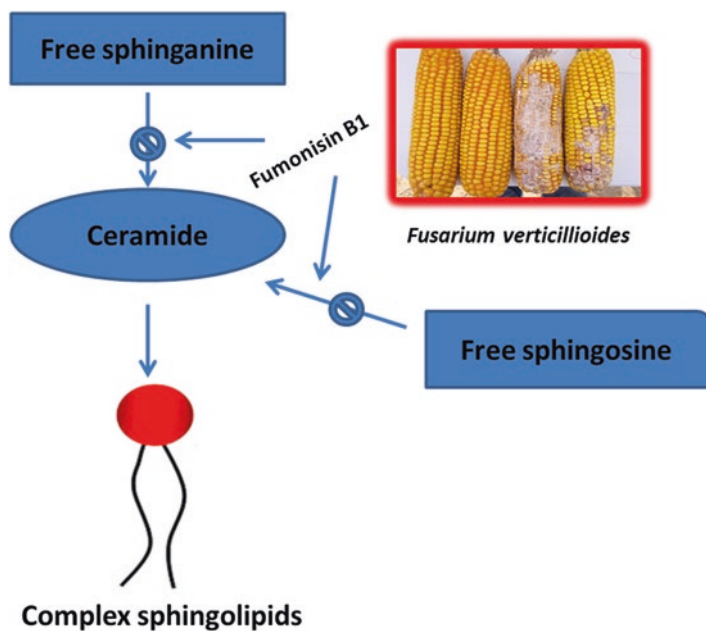 Free sphinganine
Fumonisin B1
Ceramide
Fusarium verticillioides
Free sphingosine
Complex sphingolipids